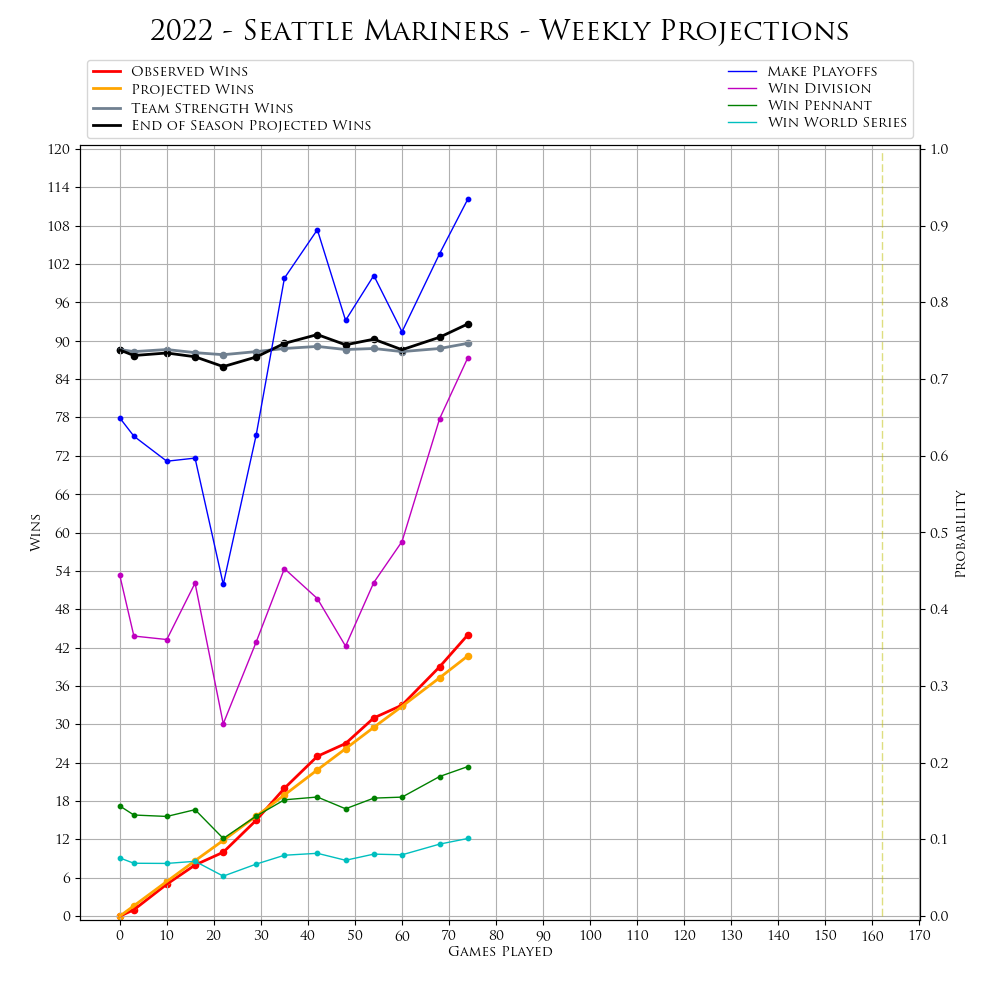 2022 - Seattle Mariners - Weekly Projections
Observed Wins
Projected Wins
Team Strength Wins
End of Season Projected Wins
Make Playoffs
Win Division
Win Pennant
Win World Series
120
114
108
102
96
90
84
78
72
66
60
54
48
42
36
30
24
18
12
6
0
Wins
1.0
0.9
0.8
0.7
0.6
0.5
0.4
0.3
0.2
0.1
0.0
Probability
0 10 20 30 40 50 60 70 80 90 100 110 120 130 140 150 160 170
Games Played